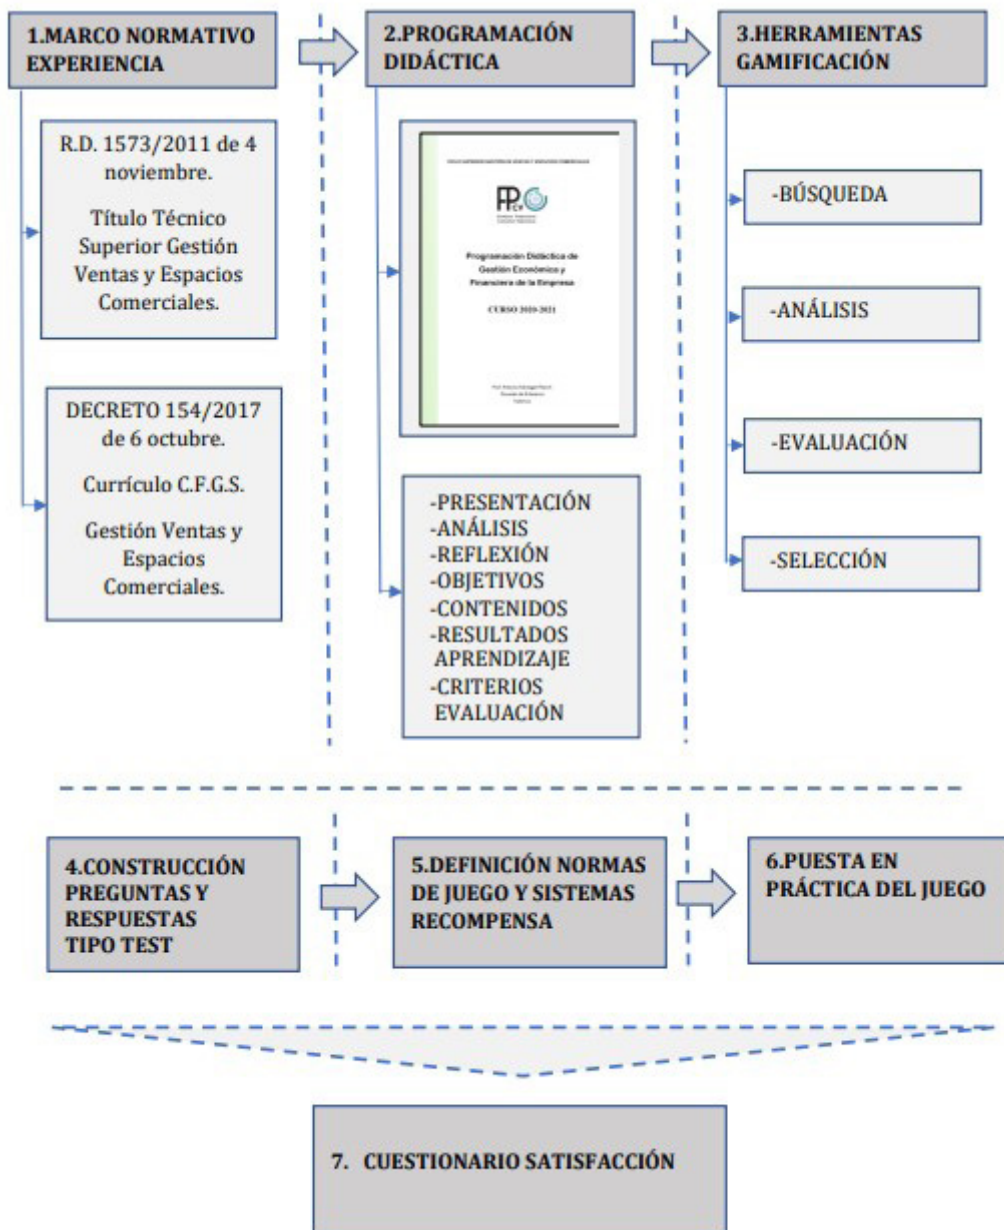 1.MARCO NORMATIVO
EXPERIENCIA
2.PROGRAMACIÓN
DIDÁCTICA
3.HERRAMIENTAS
GAMIFICACIÓN
R.D. 1573/2011 de 4
noviembre.
Título Técnico
Superior Gestión
Ventas y Espacios
Comerciales.
DECRETO 154/2017
de 6 octubre.
Currículo C.F.G.S.
Gestión Ventas y
Espacios
Comerciales.
Programación Didáctica de
Gestión Económica y
Financiera de la Empresa
CURSO 2020-2021
-PRESENTACIÓN
-ANÁLISIS
-REFLEXIÓN
-OBJETIVOS
-CONTENIDOS
-RESULTADOS
APRENDIZAJE
-CRITERIOS
EVALUACIÓN
-BÚSQUEDA
-ANÁLISIS
-EVALUACIÓN
-SELECCIÓN
4.CONSTRUCCIÓN
PREGUNTAS Y
RESPUESTAS
TIPO TEST
5.DEFINICIÓN NORMAS
DE JUEGO Y SISTEMAS
RECOMPENSA
6.PUESTA EN
PRÁCTICA DEL JUEGO
7. CUESTIONARIO SATISFACCIÓN